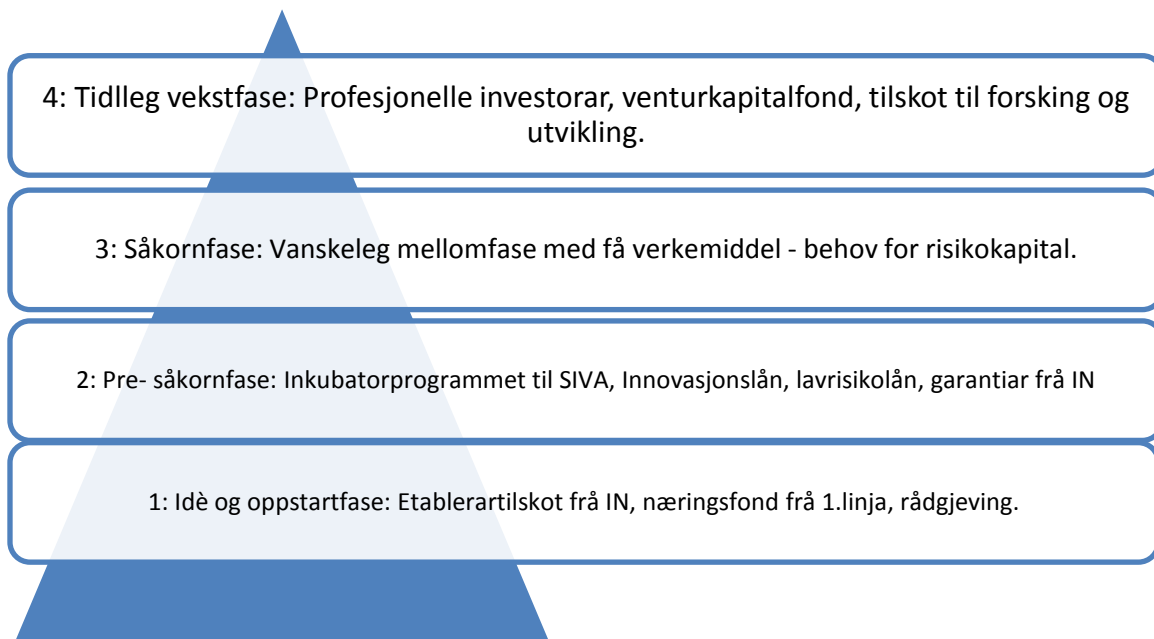 4: Tidlleg vekstfase: Profesjonelle investorar, venturkapitalfond, tilskot til forsking og
utvikling.
3: Såkornfase: Vanskeleg mellomfase med få verkemiddel - behov for risikokapital.
2: Pre- såkornfase: Inkubatorprogrammet til SIVA, Innovasjonslån, lavrisikolån, garantiar frå IN
1: Idè og oppstartfase: Etablerartilskot frå IN, næringsfond frå 1.linja, rådgjeving.